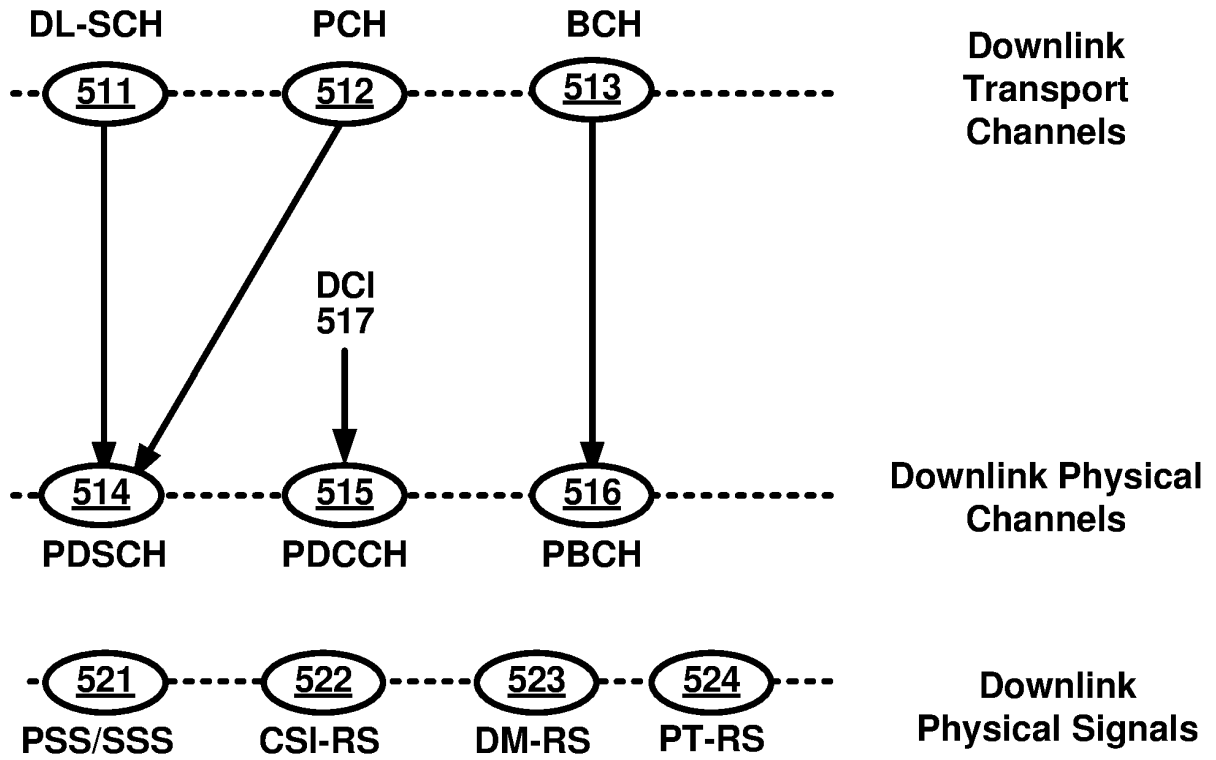 DL-SCH PCH BCH
511 512 513
Downlink
Transport
Channels
DCI
517
514 515 516
PDSCH PDCCH PBCH
Downlink Physical
Channels
521 522 523 524
PSS/SSS CSI-RS DM-RS PT-RS
Downlink
Physical Signals